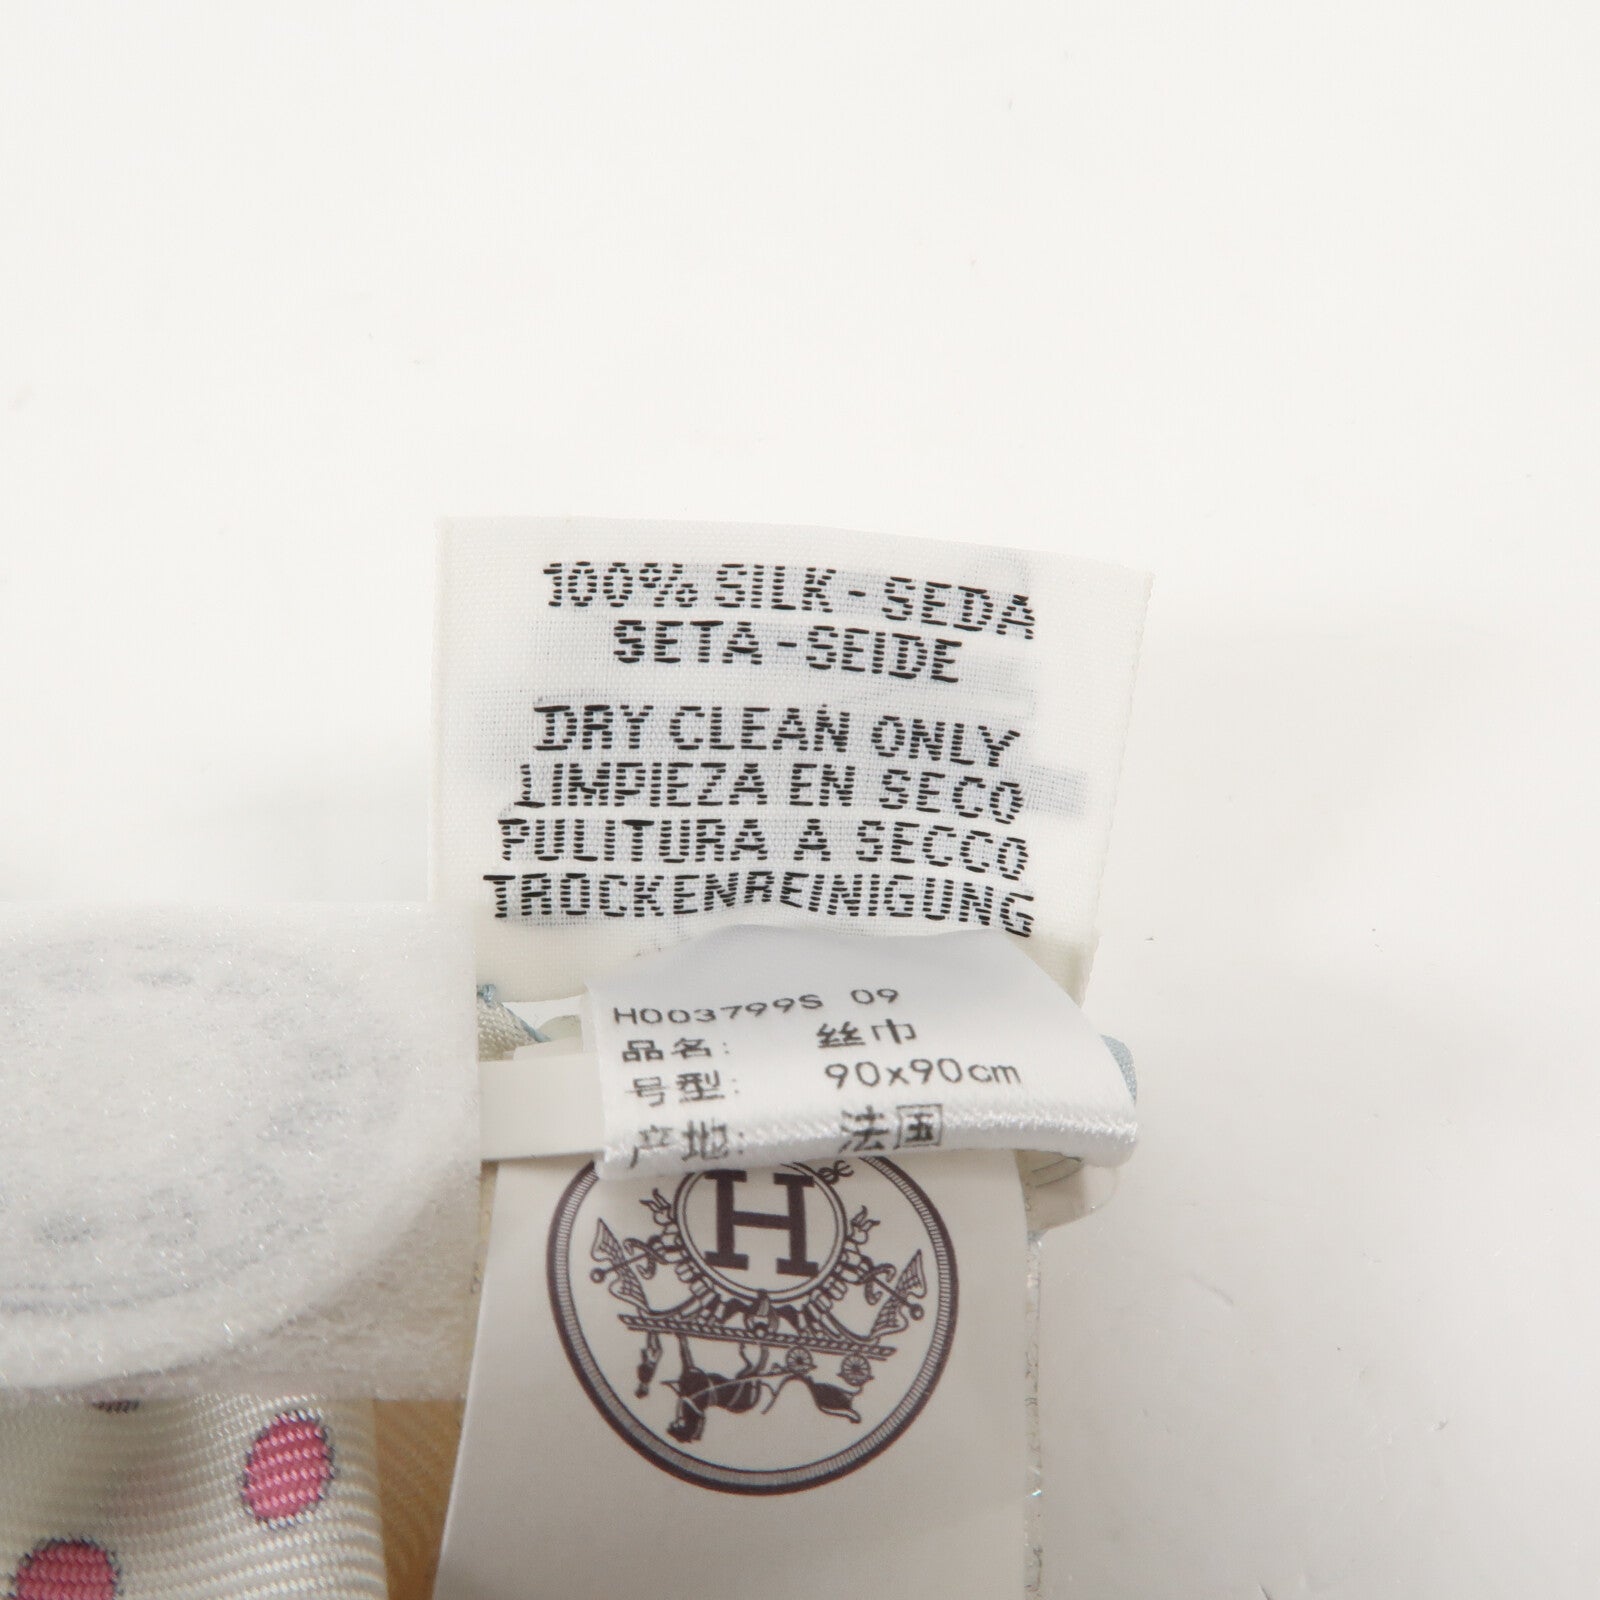 100% SILK - SEDA
SETA - SEIDE
DRY CLEAN ONLY
LIMPIEZA EN SECO
PULITURA A SECCO
TROCKENREINIGUNG
H003799S 09
品名: 丝巾
号型: 90x90cm
产地: 法国
H